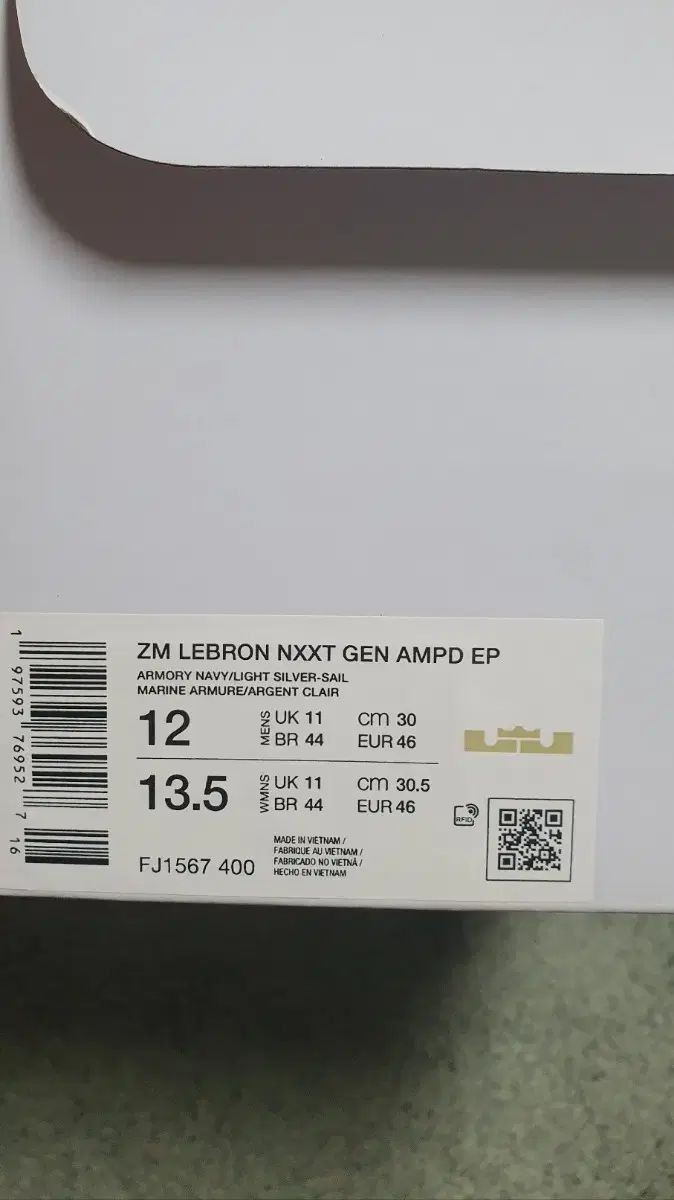 ZM LEBRON NXXT GEN AMPD EP
ARMORY NAVY/LIGHT SILVER-SAIL
MARINE ARMURE/ARGENT CLAIR
12 MENS UK 11 cm 30
BR 44 EUR 46
13.5 WMNS UK 11 cm 30.5
BR 44 EUR 46
RFID
MADE IN VIETNAM /
FABRIQUE AU VIETNAM /
FABRICADO NO VIETNÃ /
HECHO EN VIETNAM
FJ1567 400
1 97593 76952 7 16